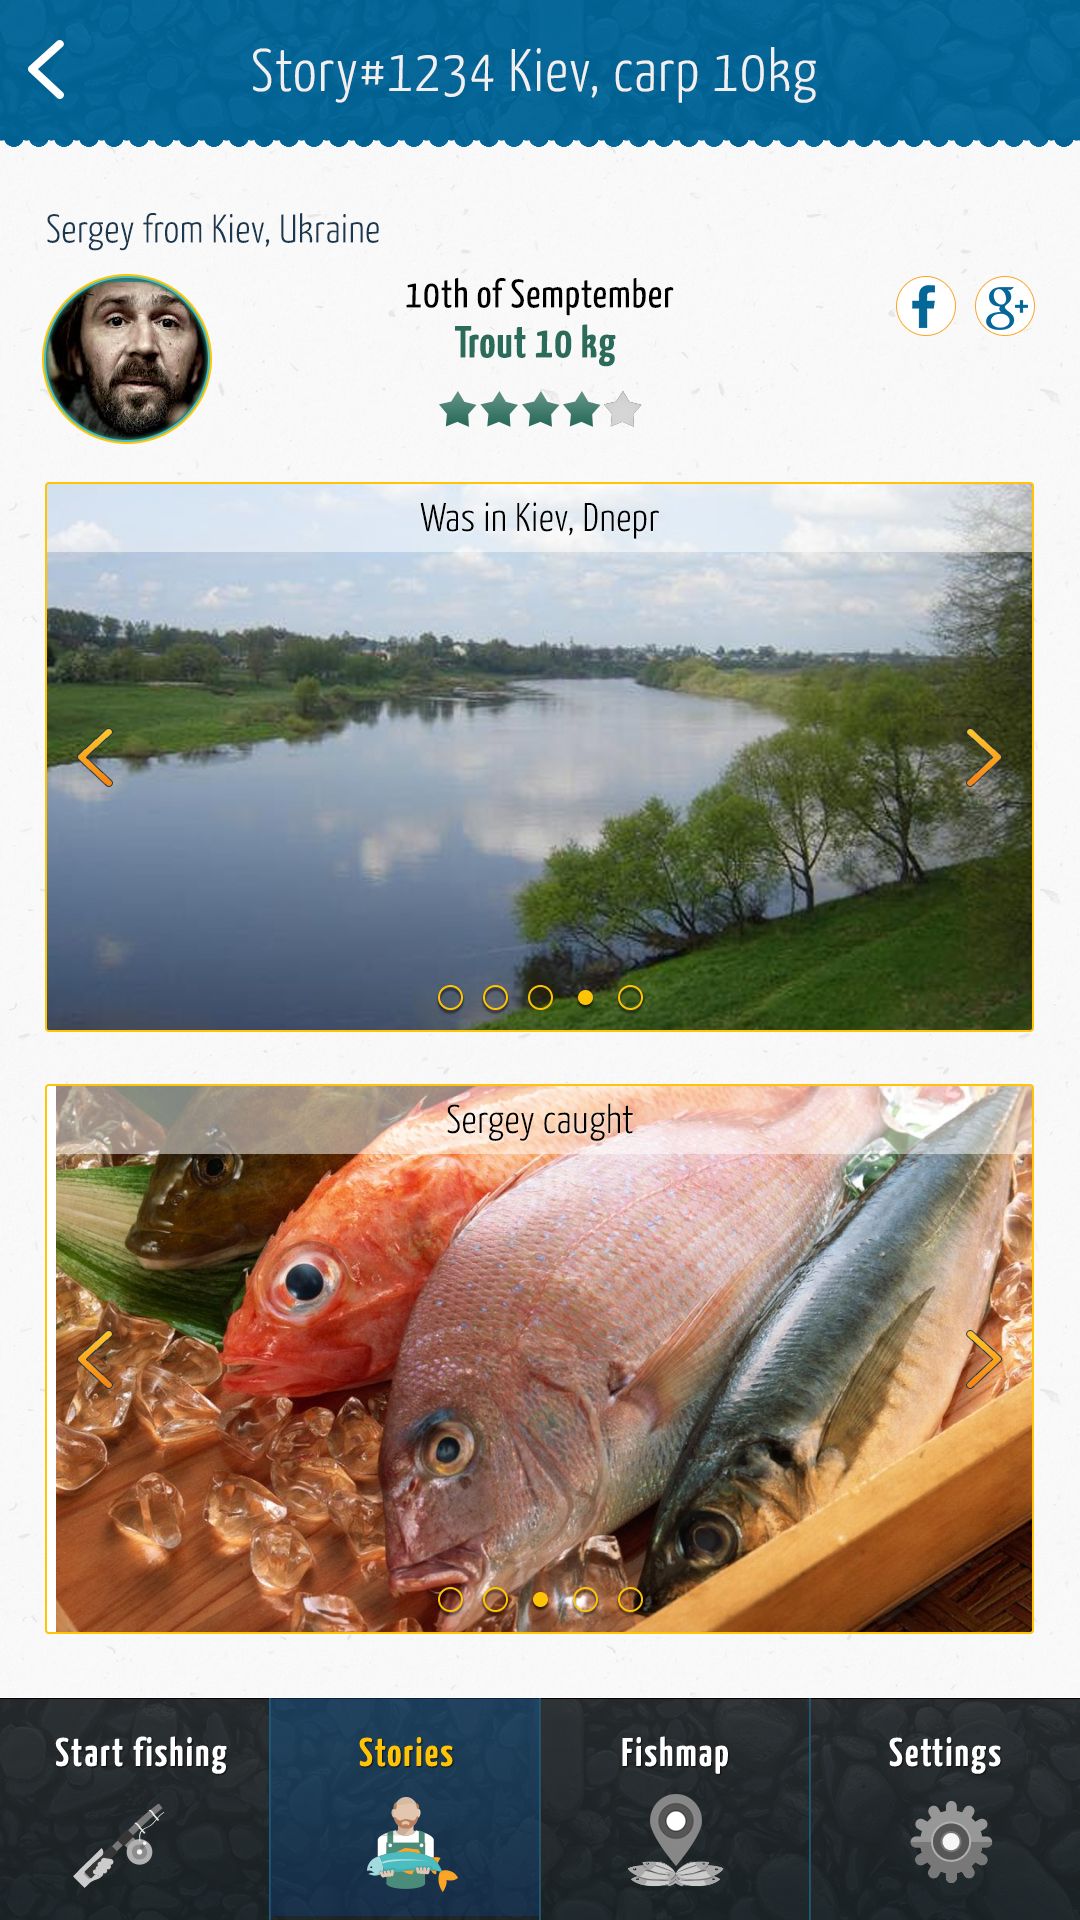 Story#1234 Kiev, carp 10kg
Sergey from Kiev, Ukraine
10th of Semptember
Trout 10 kg
f
g+
Was in Kiev, Dnepr
Sergey caught
Start fishing
Stories
Fishmap
Settings